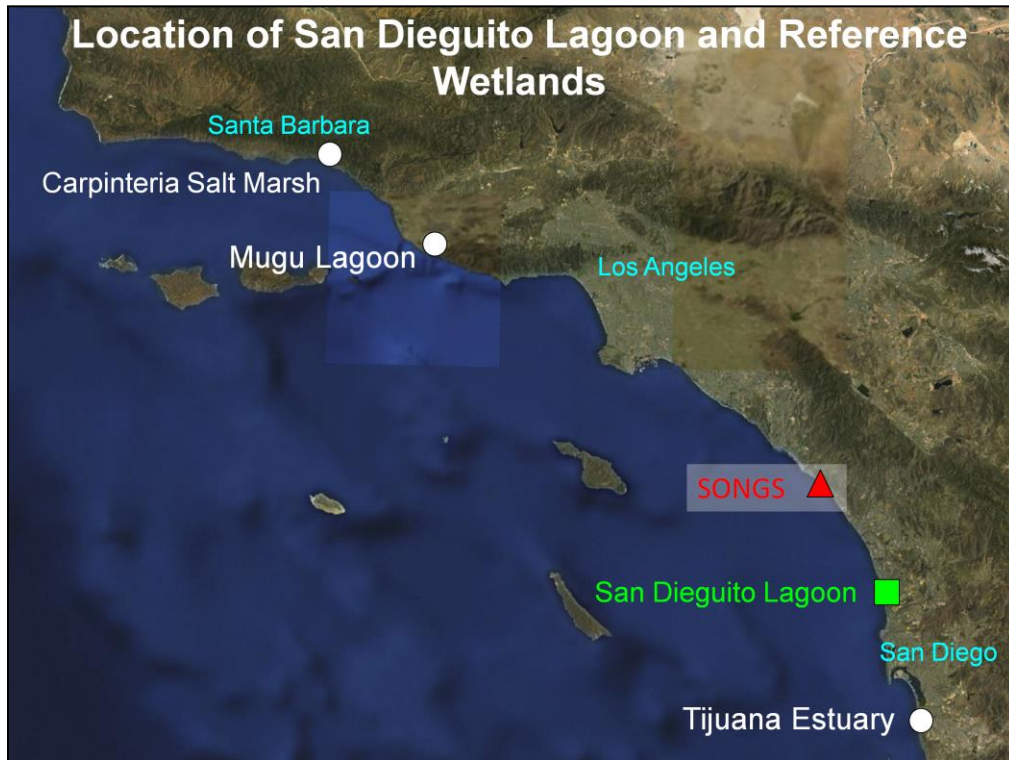 Location of San Dieguito Lagoon and Reference
Wetlands
Santa Barbara
Carpinteria Salt Marsh
Mugu Lagoon
Los Angeles
SONGS
San Dieguito Lagoon
San Diego
Tijuana Estuary